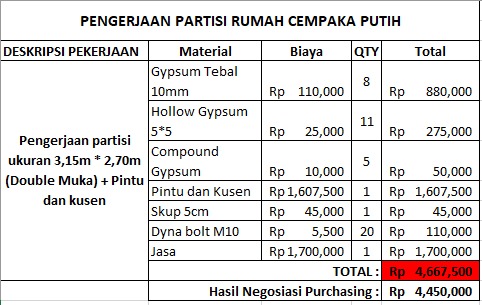 PENGERJAAN PARTISI RUMAH CEMPAKA PUTIH
DESKRIPSI PEKERJAAN Material Biaya QTY Total
Pengerjaan partisi
ukuran 3,15m * 2,70m
(Double Muka) + Pintu
dan kusen
Gypsum Tebal
10mm Rp 110,000 8 Rp 880,000
Hollow Gypsum
5*5 Rp 25,000 11 Rp 275,000
Compound
Gypsum Rp 10,000 5 Rp 50,000
Pintu dan Kusen Rp 1,607,500 1 Rp 1,607,500
Skup 5cm Rp 45,000 1 Rp 45,000
Dyna bolt M10 Rp 5,500 20 Rp 110,000
Jasa Rp 1,700,000 1 Rp 1,700,000
TOTAL : Rp 4,667,500
Hasil Negosiasi Purchasing : Rp 4,450,000